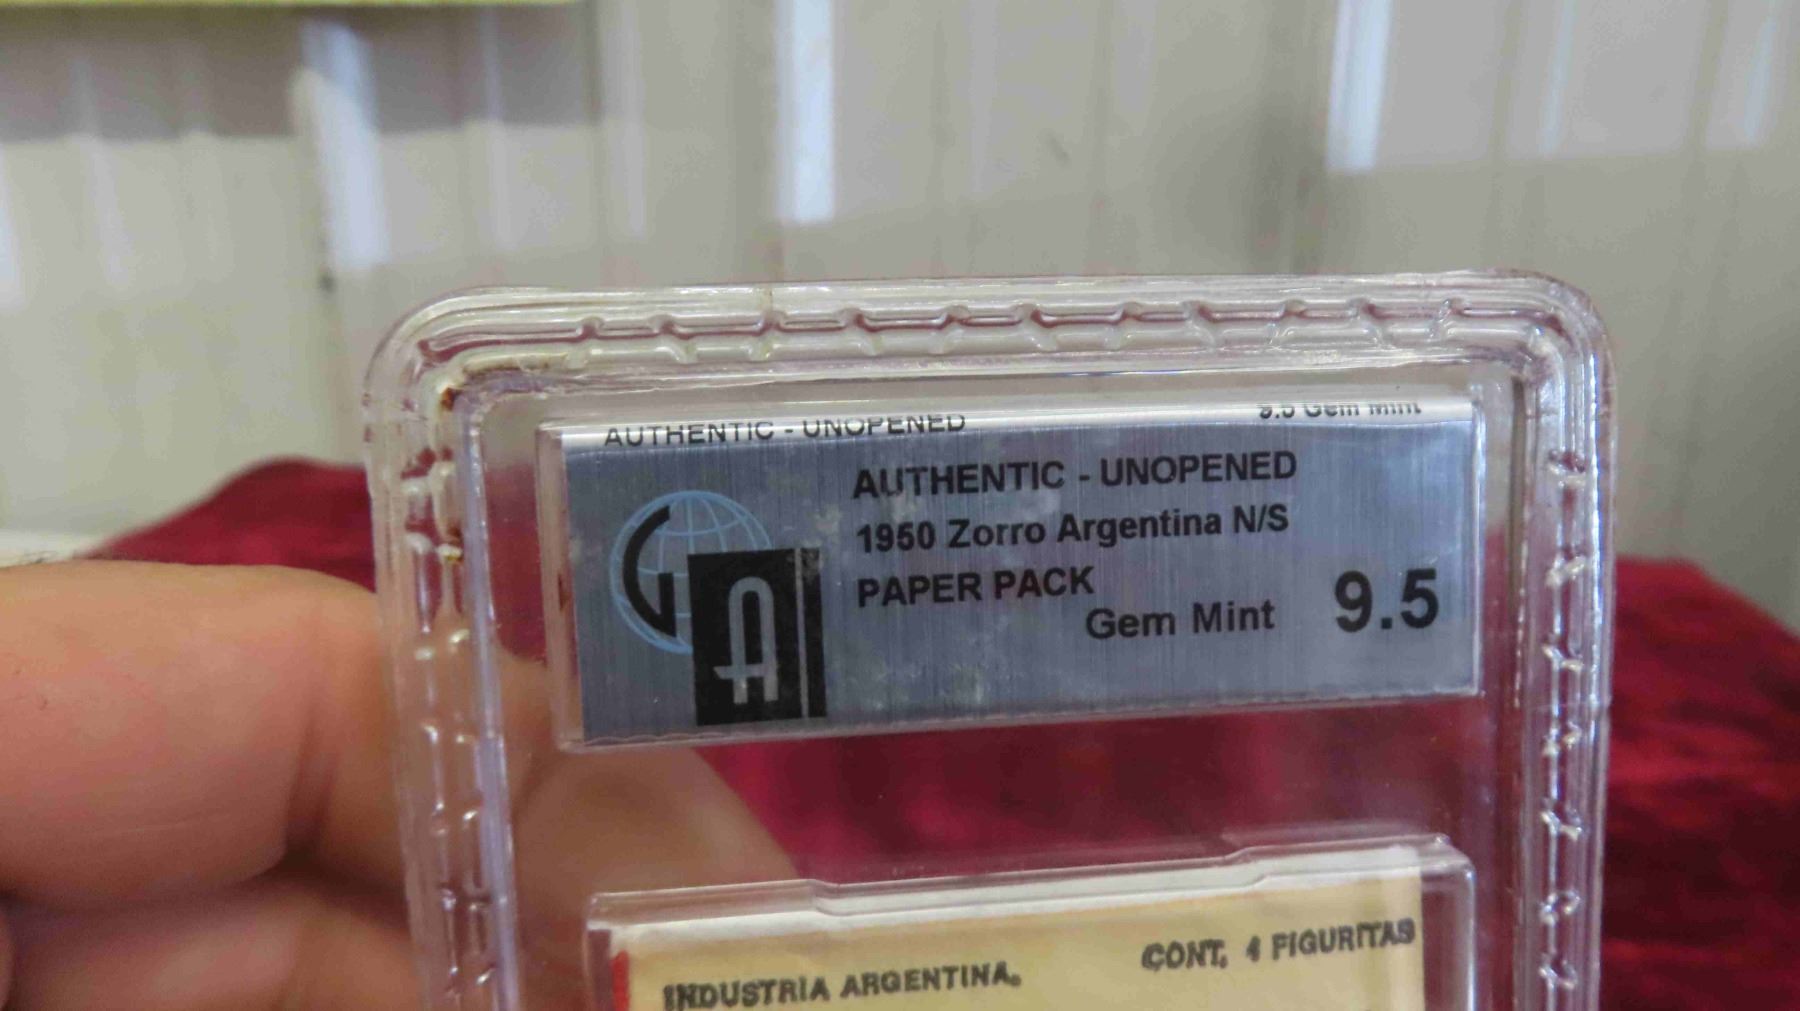 AUTHENTIC - UNOPENED
9.5 Gem Mint
AUTHENTIC - UNOPENED
1950 Zorro Argentina N/S
PAPER PACK
Gem Mint 9.5
GA
INDUSTRIA ARGENTINA.
CONT. 4 FIGURITAS